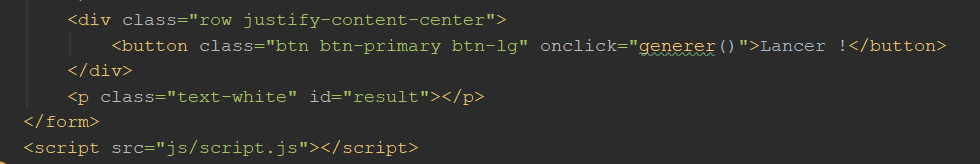 <div class="row justify-content-center">
<button class="btn btn-primary btn-lg" onclick="generer()">Lancer !</button>
</div>
<p class="text-white" id="result"></p>
</form>
<script src="js/script.js"></script>